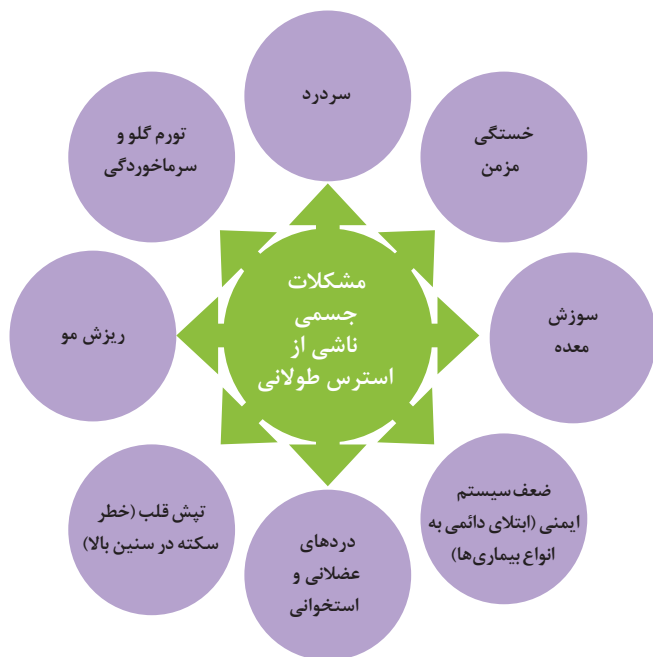 مشکلات
جسمی
ناشی از
استرس طولانی
سردرد
خستگی
مزمن
سوزش
معده
ضعف سیستم
ایمنی (ابتلای دائمی به
انواع بیماری‌ها)
دردهای
عضلانی و
استخوانی
تپش قلب (خطر
سکته در سنین بالا)
ریزش مو
تورم گلو و
سرماخوردگی